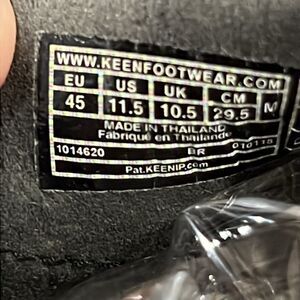 WWW.KEENFOOTWEAR.COM
EU US UK CM M
45 11.5 10.5 29.5
MADE IN THAILAND
Fabriqué en Thaïlande
1014620 BR 010115
Pat.KEENIP.com